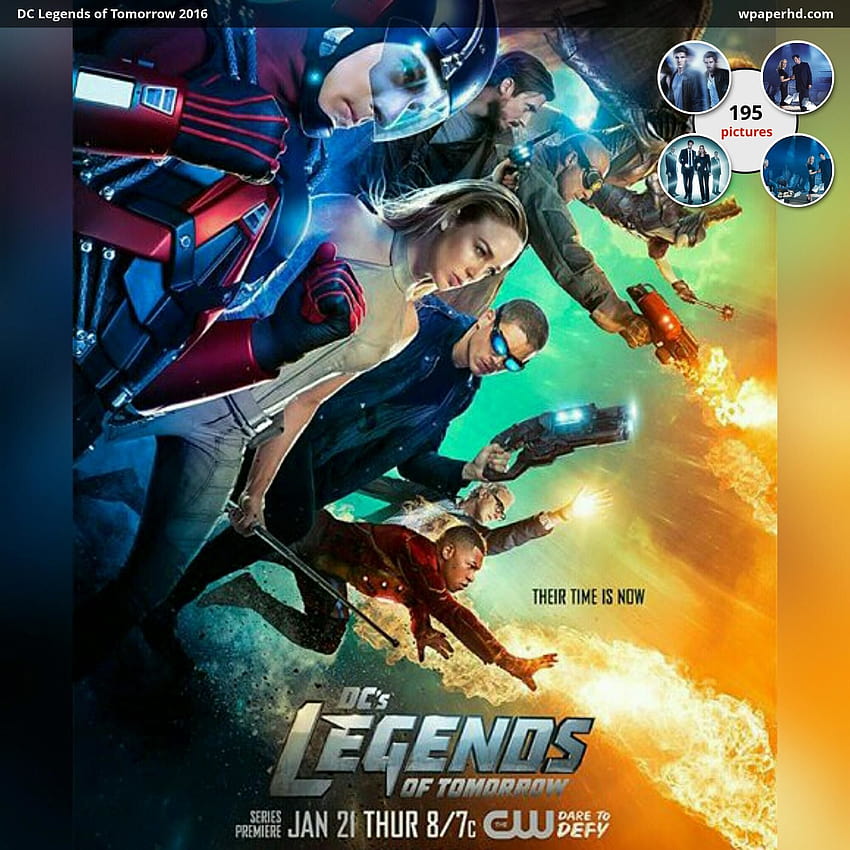 DC Legends of Tomorrow 2016
wpaperhd.com
195
pictures
THEIR TIME IS NOW
DC's
LEGENDS
OF TOMORROW
SERIES PREMIERE JAN 21 THUR 8/7c THE CW DARE TO DEFY